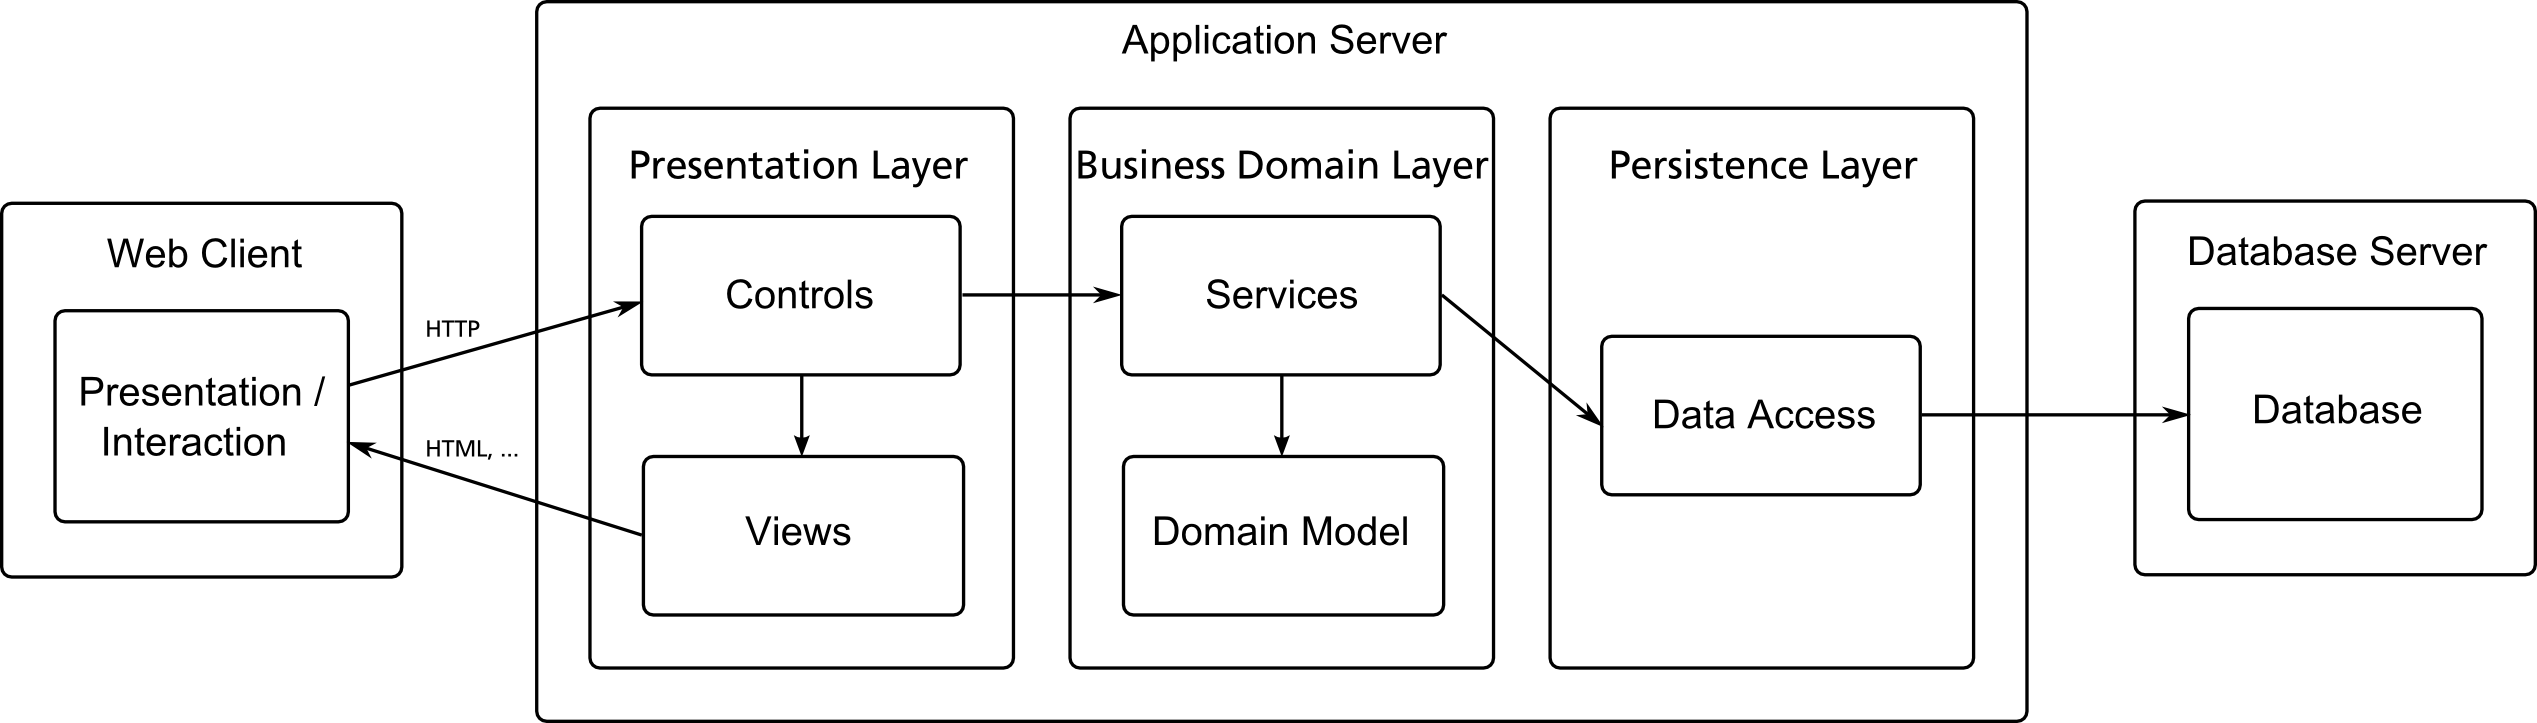 Application Server
Presentation Layer
Business Domain Layer
Persistence Layer
Web Client
Database Server
Controls
Services
HTTP
Presentation /
Interaction
Data Access
Database
HTML, ...
Views
Domain Model